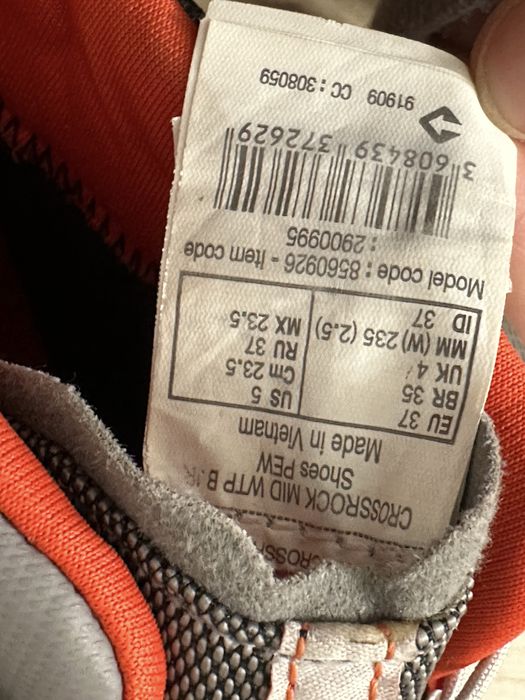 CROSS
CROSSROCK MID WTP B
Shoes PEW
Made in Vietnam
EU 37 US 5
BR 35 Cm 23.5
UK 4 RU 37
MM (W) 235 (2.5) MX 23.5
ID 37
Model code : 8560926 - Item code
: 2900995
3 608439 372629
91909 CC : 308059